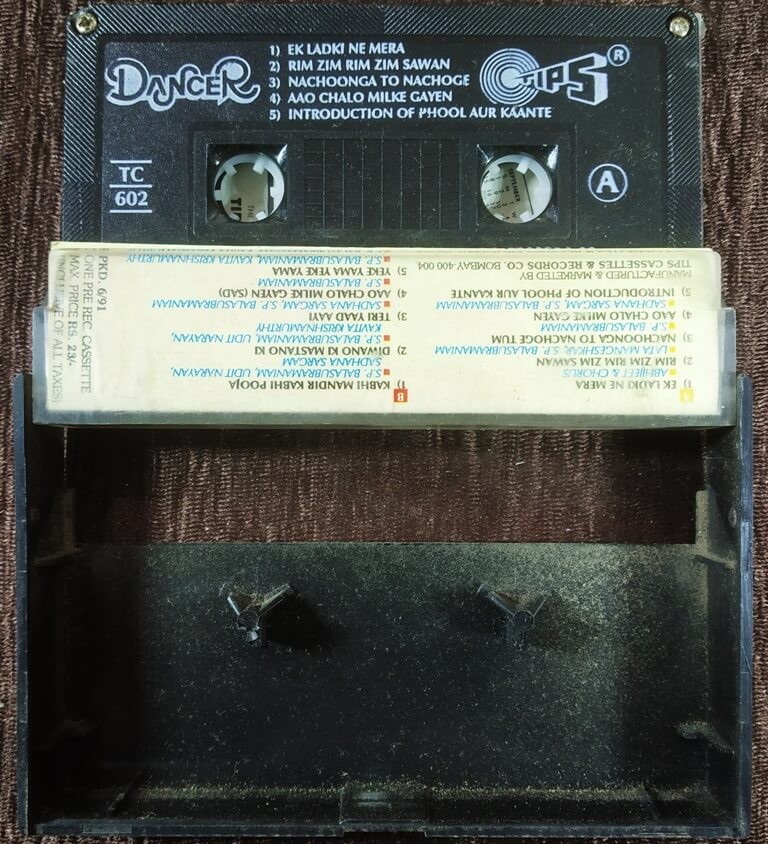 DANCER
1) EK LADKI NE MERA
2) RIM ZIM RIM ZIM SAWAN
3) NACHOONGA TO NACHOGE
4) AAO CHALO MILKE GAYEN
5) INTRODUCTION OF PHOOL AUR KAANTE
TIPS®
TC
602
A
THE
TI
SEPTEMBER
A
1) EK LADKI NE MERA
ABHIJEET & CHORUS
2) RIM ZIM RIM ZIM SAWAN
LATA MANGESHKAR, S.P. BALASUBRAMANIAM
3) NACHOONGA TO NACHOGE TUM
S.P. BALASUBRAMANIAM
4) AAO CHALO MILKE GAYEN
SADHANA SARGAM, S.P. BALASUBRAMANIAM
5) INTRODUCTION OF PHOOL AUR KAANTE
MANUFACTURED & MARKETED BY
TIPS CASSETTES & RECORDS CO. BOMBAY 400 004.
B
1) KABHI MANDIR KABHI POOJA
S.P. BALASUBRAMANIAM, UDIT NARAYAN,
SADHANA SARGAM
2) DIWANO KI MASTANO KI
S.P. BALASUBRAMANIAM, UDIT NARAYAN,
KAVITA KRISHNAMURTHY
3) TERI YAD AAYI
SADHANA SARGAM, S.P. BALASUBRAMANIAM
4) AAO CHALO MILKE GAYEN (SAD)
S.P. BALASUBRAMANIAM
5) YEKE YAMA YEKE YAMA
S.P. BALASUBRAMANIAM, KAVITA KRISHNAMURTHY
PKD. 6/91
ONE PRE REC. CASSETTE
MAX. PRICE RS. 23/-
OF ALL TAXES)